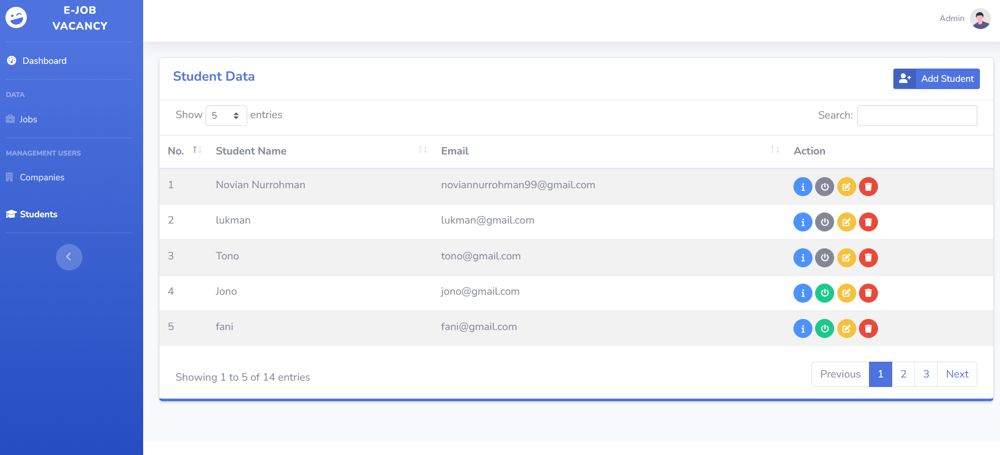 E-JOB
VACANCY
Admin
Dashboard
DATA
Jobs
MANAGEMENT USERS
Companies
Students
Student Data
Add Student
Show 5 entries
Search:
No. Student Name Email Action
1 Novian Nurrohman noviannurrohman99@gmail.com
2 lukman lukman@gmail.com
3 Tono tono@gmail.com
4 Jono jono@gmail.com
5 fani fani@gmail.com
Showing 1 to 5 of 14 entries
Previous 1 2 3 Next